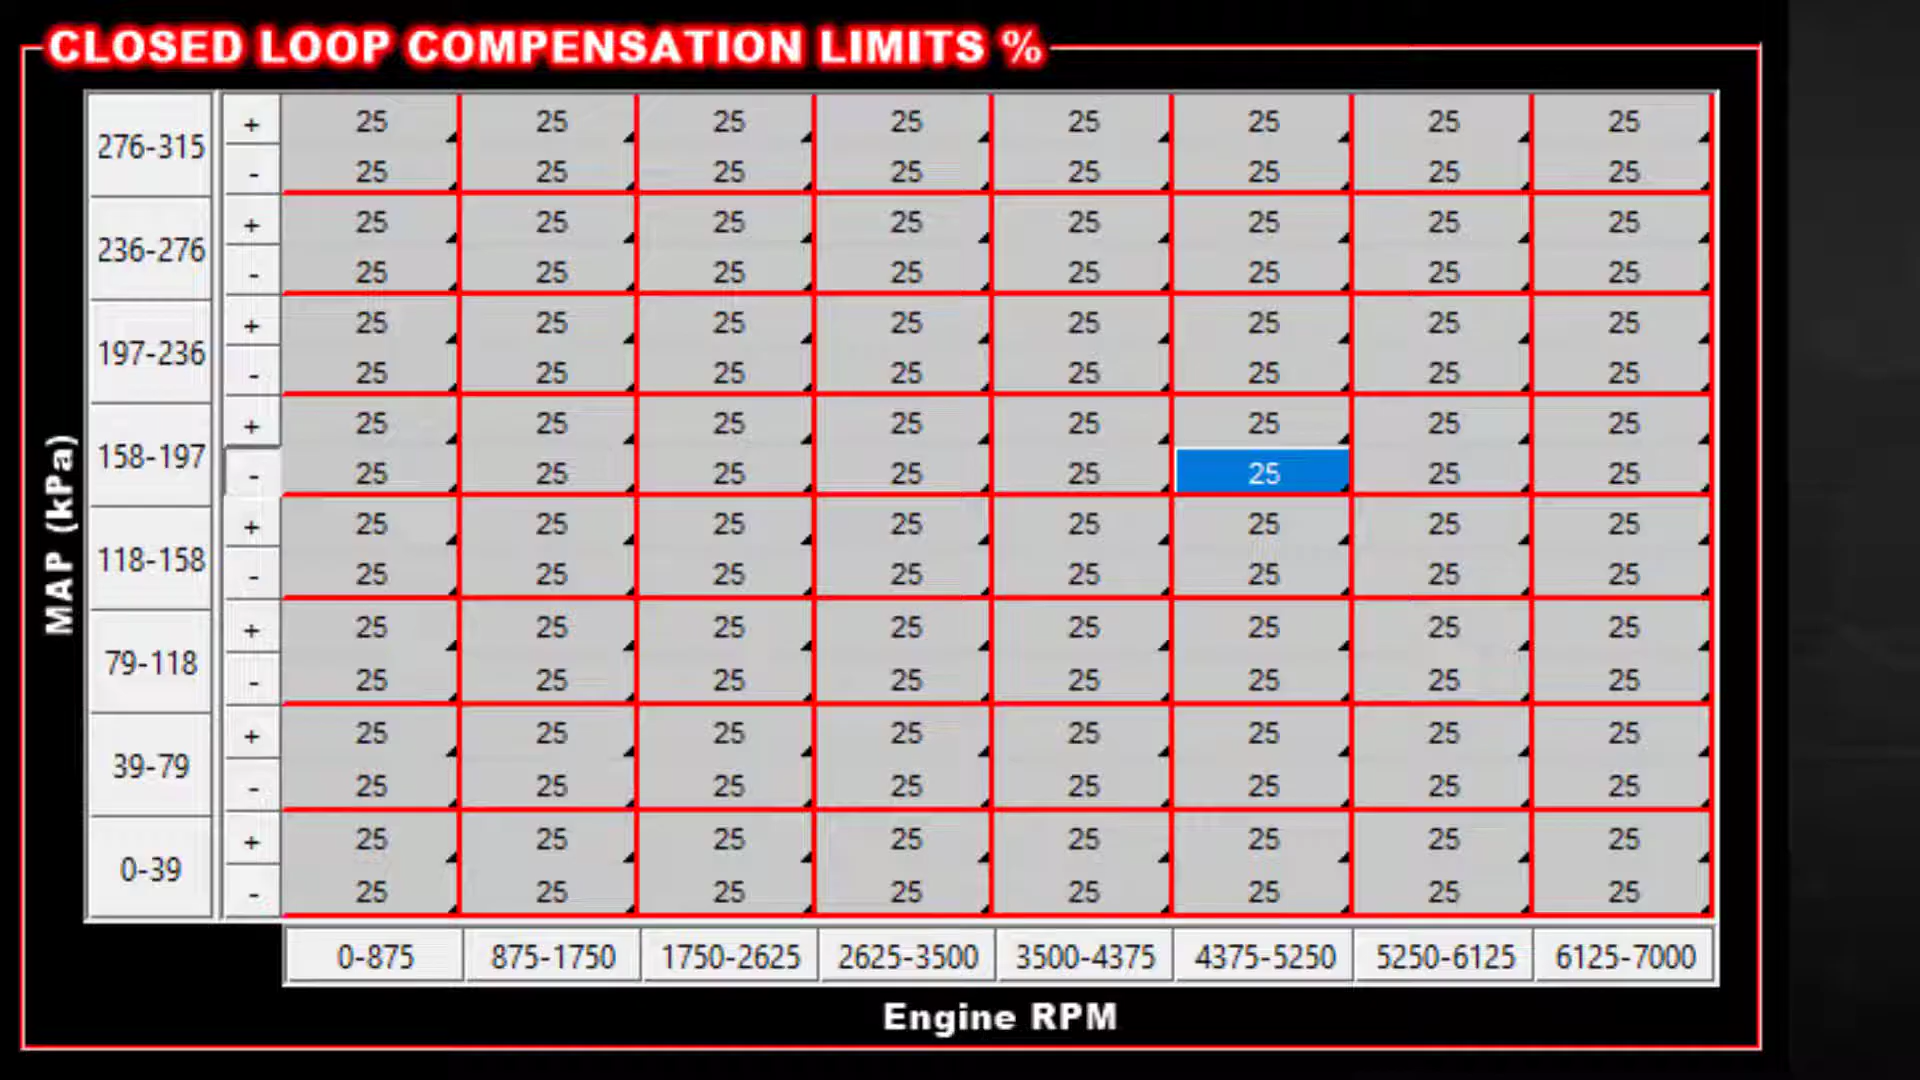 CLOSED LOOP COMPENSATION LIMITS %
276-315 + 25 25 25 25 25 25 25 25
- 25 25 25 25 25 25 25 25
236-276 + 25 25 25 25 25 25 25 25
- 25 25 25 25 25 25 25 25
197-236 + 25 25 25 25 25 25 25 25
- 25 25 25 25 25 25 25 25
158-197 + 25 25 25 25 25 25 25 25
- 25 25 25 25 25 25 25 25
118-158 + 25 25 25 25 25 25 25 25
- 25 25 25 25 25 25 25 25
79-118 + 25 25 25 25 25 25 25 25
- 25 25 25 25 25 25 25 25
39-79 + 25 25 25 25 25 25 25 25
- 25 25 25 25 25 25 25 25
0-39 + 25 25 25 25 25 25 25 25
- 25 25 25 25 25 25 25 25
MAP (kPa)
0-875 875-1750 1750-2625 2625-3500 3500-4375 4375-5250 5250-6125 6125-7000
Engine RPM